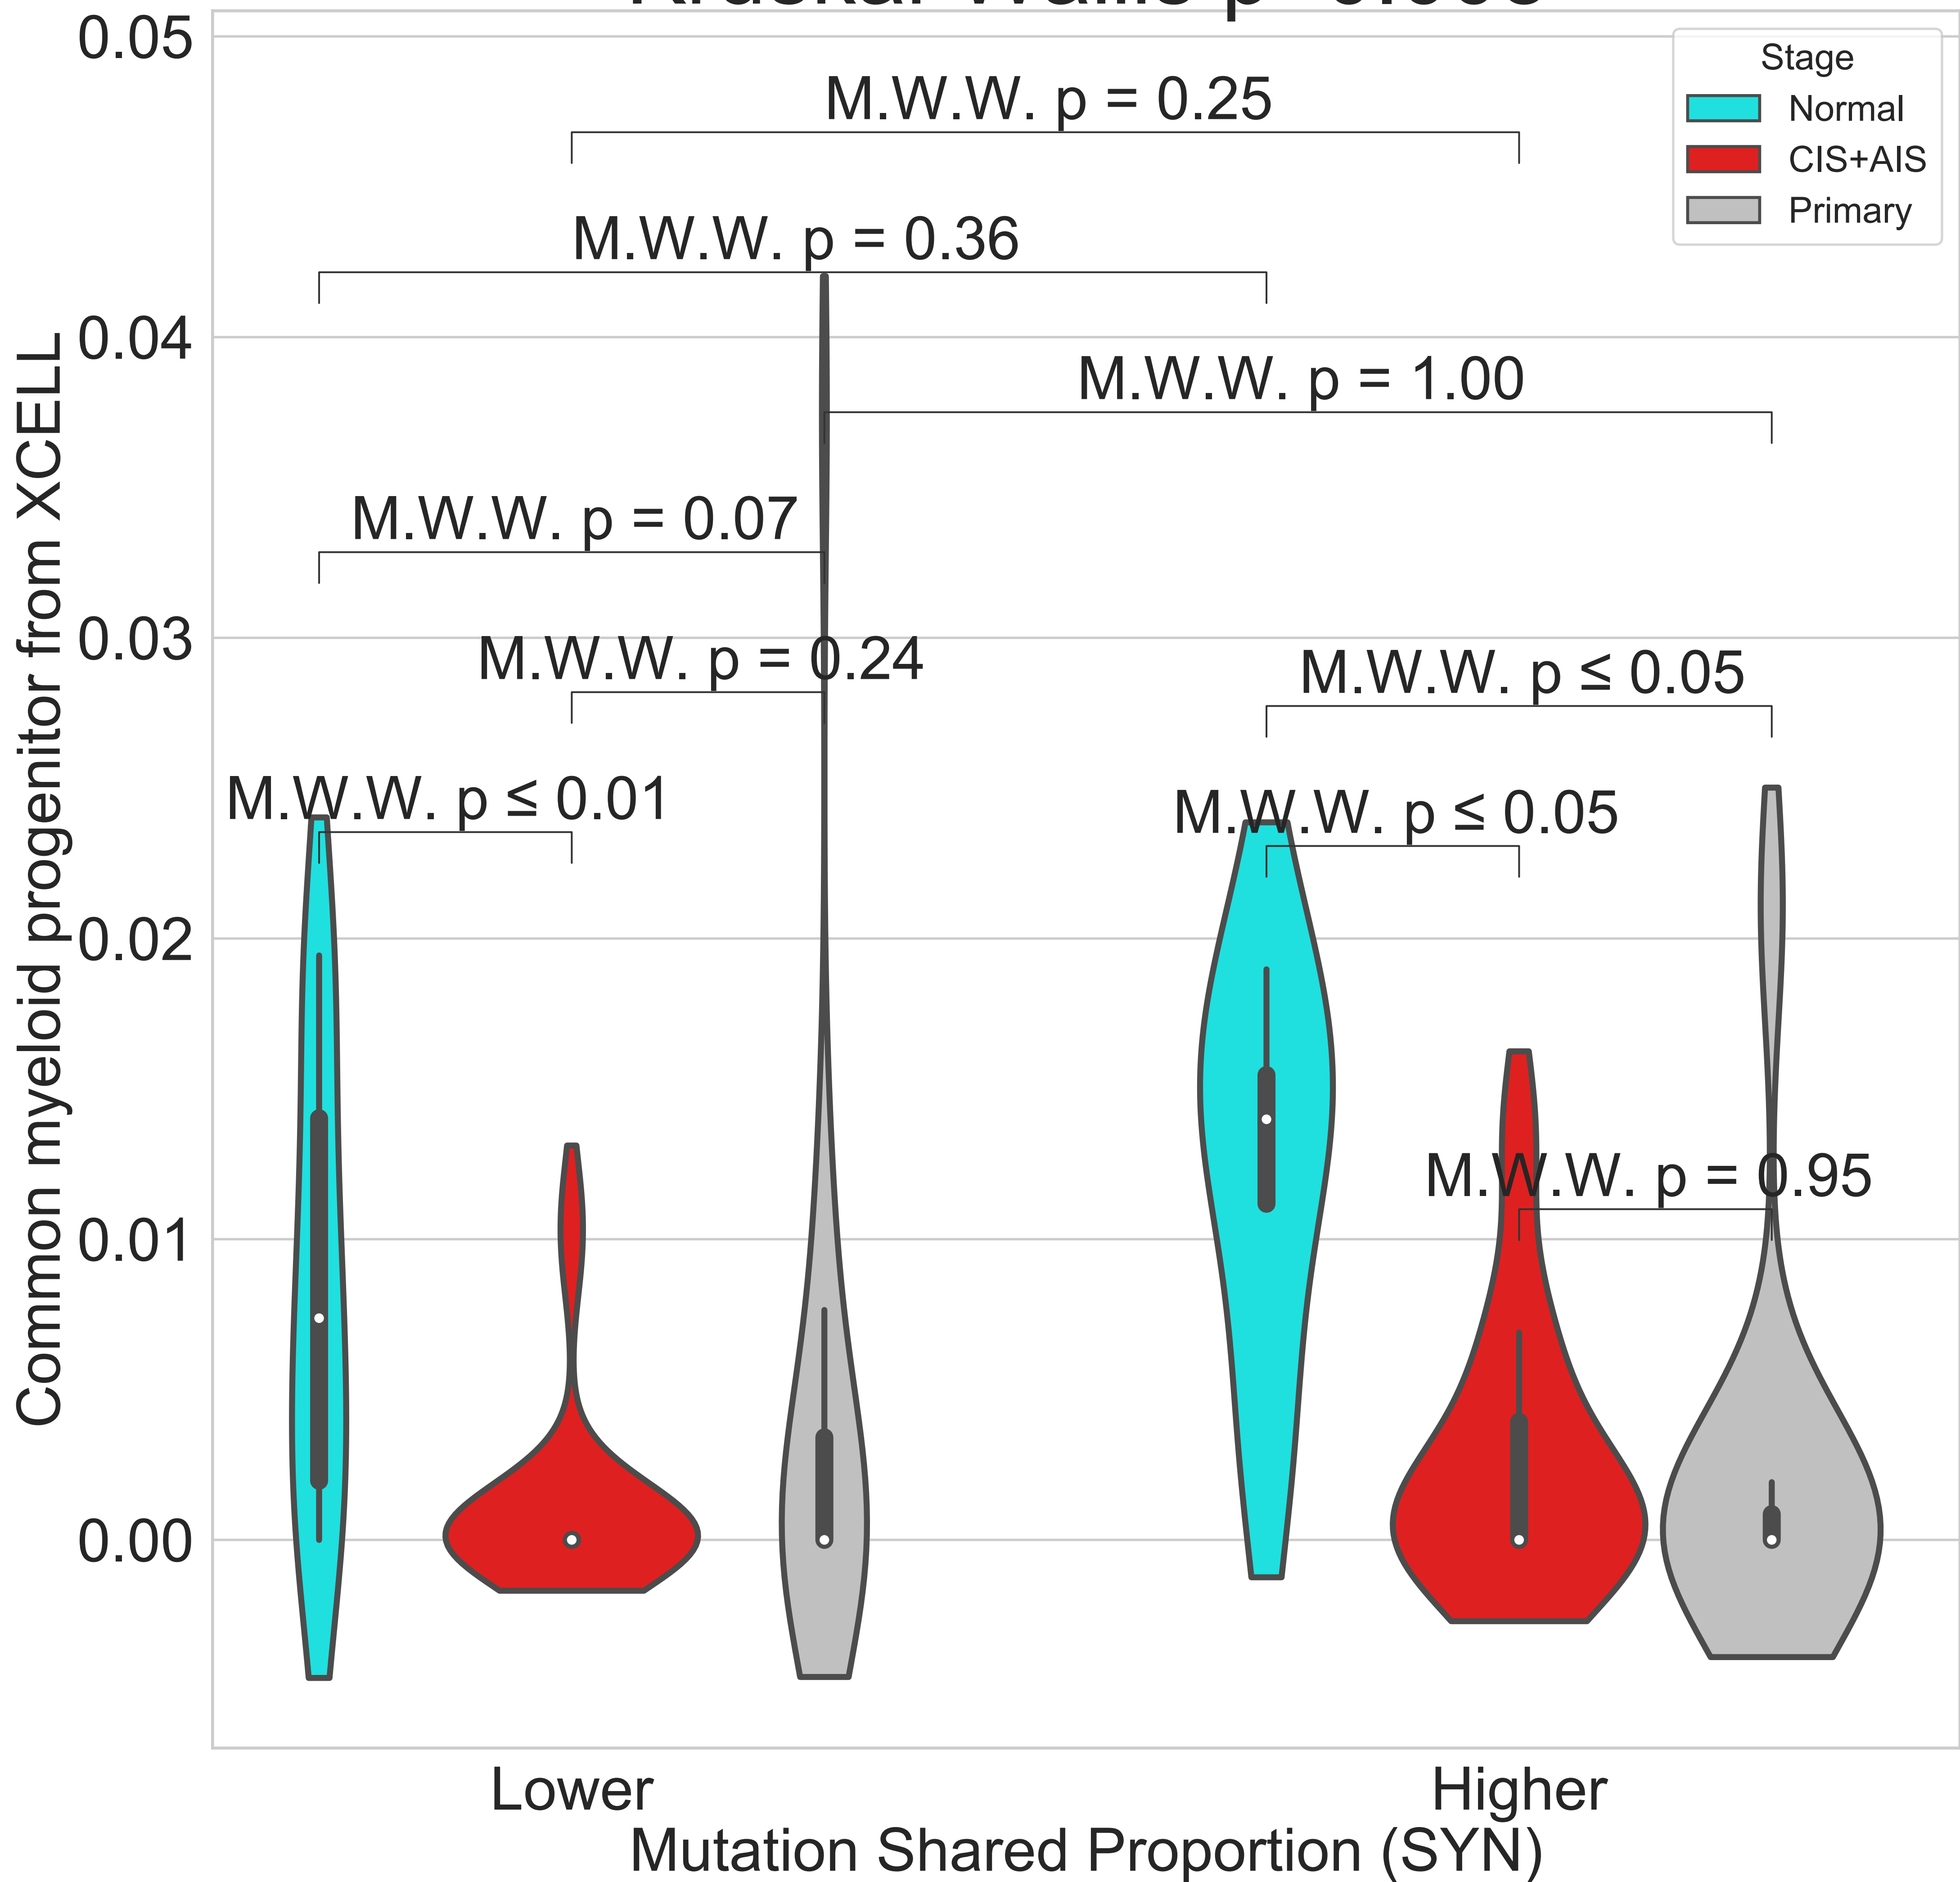 0.05
0.04
0.03
0.02
0.01
0.00
Common myeloid progenitor from XCELL
Stage
Normal
CIS+AIS
Primary
M.W.W. p = 0.25
M.W.W. p = 0.36
M.W.W. p = 1.00
M.W.W. p = 0.07
M.W.W. p = 0.24
M.W.W. p ≤ 0.05
M.W.W. p ≤ 0.01
M.W.W. p ≤ 0.05
M.W.W. p = 0.95
Lower
Higher
Mutation Shared Proportion (SYN)